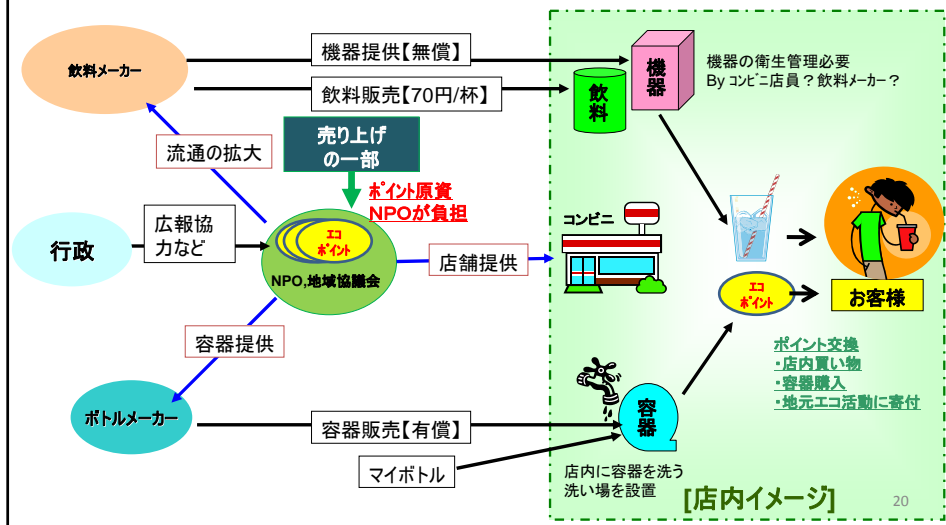 飲料メーカー
機器提供【無償】
飲料販売【70円/杯】
機器
飲料
機器の衛生管理必要
By コンビニ店員？飲料メーカー？
流通の拡大
売り上げ
の一部
ポイント原資
NPOが負担
行政
広報協
力など
エコ
ポイント
NPO,地域協議会
店舗提供
コンビニ
エコ
ポイント
お客様
容器提供
ポイント交換
・店内買い物
・容器購入
・地元エコ活動に寄付
ボトルメーカー
容器販売【有償】
マイボトル
容器
店内に容器を洗う
洗い場を設置
[店内イメージ]
20